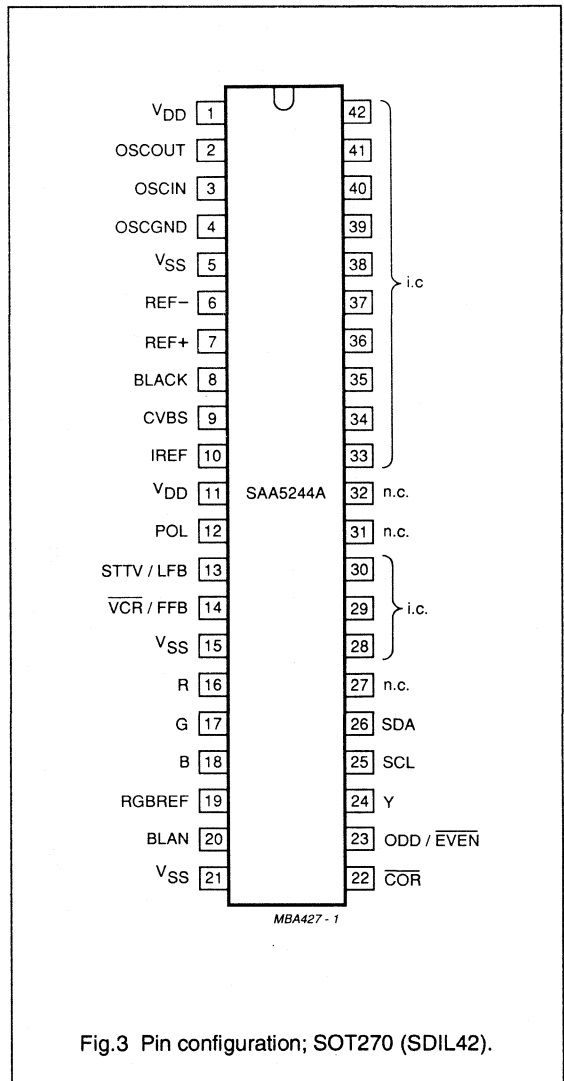 VDD 1 42
OSCOUT 2 41
OSCIN 3 40
OSCGND 4 39
VSS 5 38
i.c
REF− 6 37
REF+ 7 36
BLACK 8 35
CVBS 9 34
IREF 10 33
VDD 11 SAA5244A 32 n.c.
POL 12 31 n.c.
STTV / LFB 13 30
VCR / FFB 14 29 i.c.
VSS 15 28
R 16 27 n.c.
G 17 26 SDA
B 18 25 SCL
RGBREF 19 24 Y
BLAN 20 23 ODD / EVEN
VSS 21 22 COR
MBA427 - 1
Fig.3 Pin configuration; SOT270 (SDIL42).